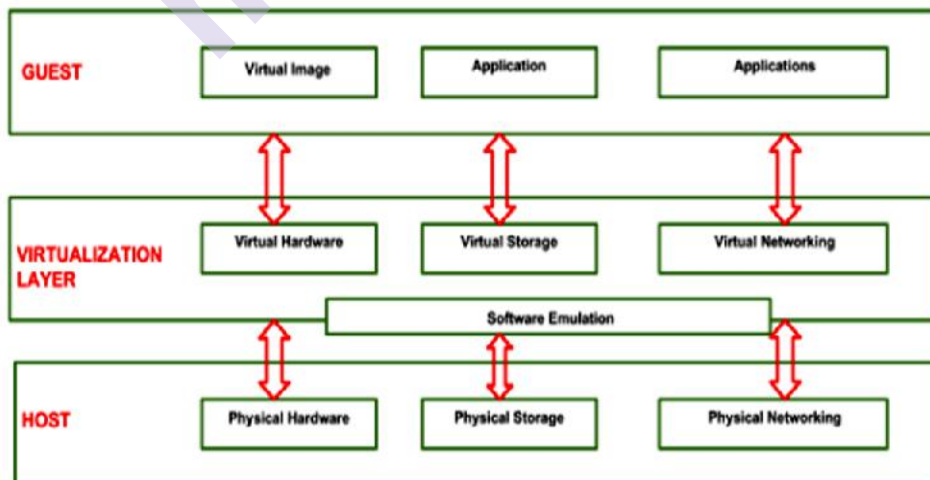 GUEST
Virtual Image
Application
Applications
VIRTUALIZATION
LAYER
Virtual Hardware
Virtual Storage
Virtual Networking
Software Emulation
HOST
Physical Hardware
Physical Storage
Physical Networking